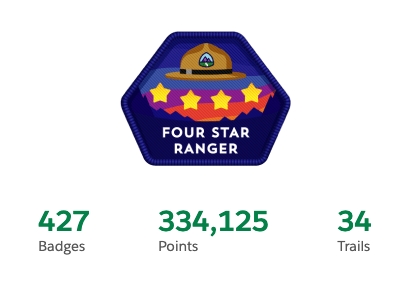 FOUR STAR
RANGER
427
Badges
334,125
Points
34
Trails